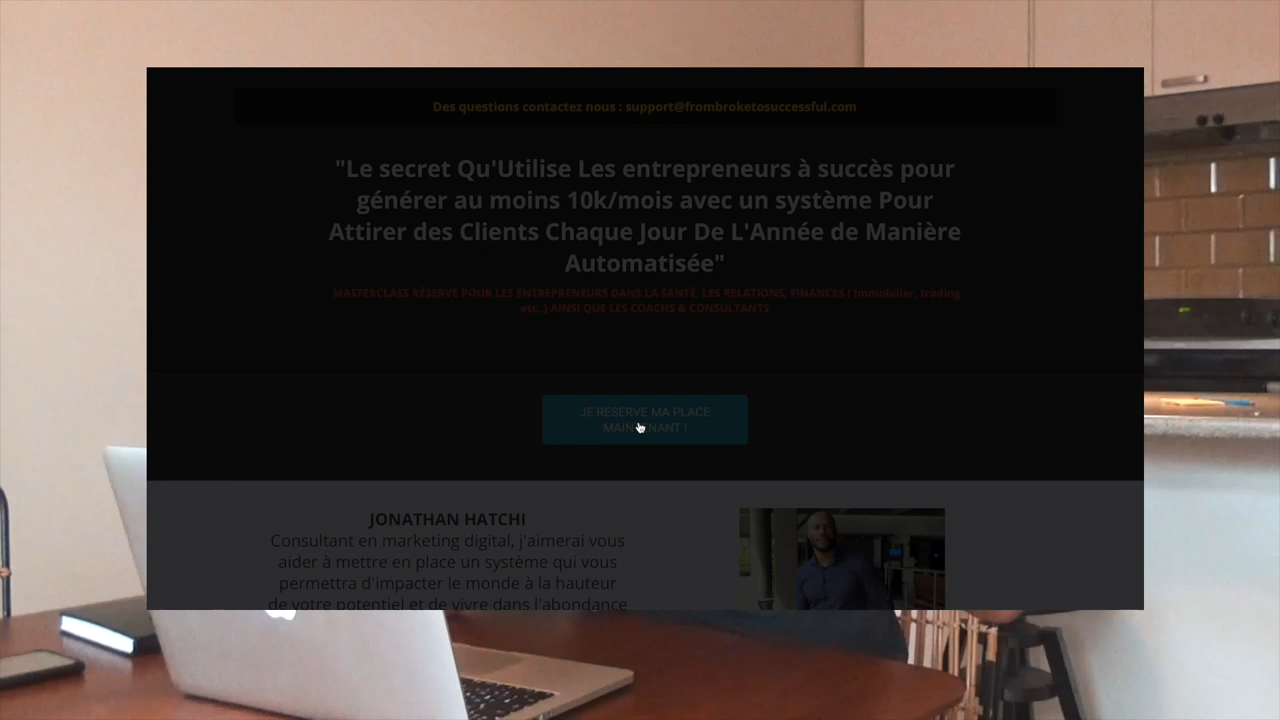 Des questions contactez nous : support@frombroketosuccessful.com
"Le secret Qu'Utilise Les entrepreneurs à succès pour
générer au moins 10k/mois avec un système Pour
Attirer des Clients Chaque Jour De L'Année de Manière
Automatisée"
MASTERCLASS RÉSERVÉ POUR LES ENTREPRENEURS DANS LA SANTÉ, LES RELATIONS, FINANCES ( Immobilier, trading
etc..) AINSI QUE LES COACHS & CONSULTANTS
JE RESERVE MA PLACE
MAINTENANT !
JONATHAN HATCHI
Consultant en marketing digital, j'aimerai vous
aider à mettre en place un système qui vous
permettra d'impacter le monde à la hauteur
de votre potentiel et de vivre dans l'abondance